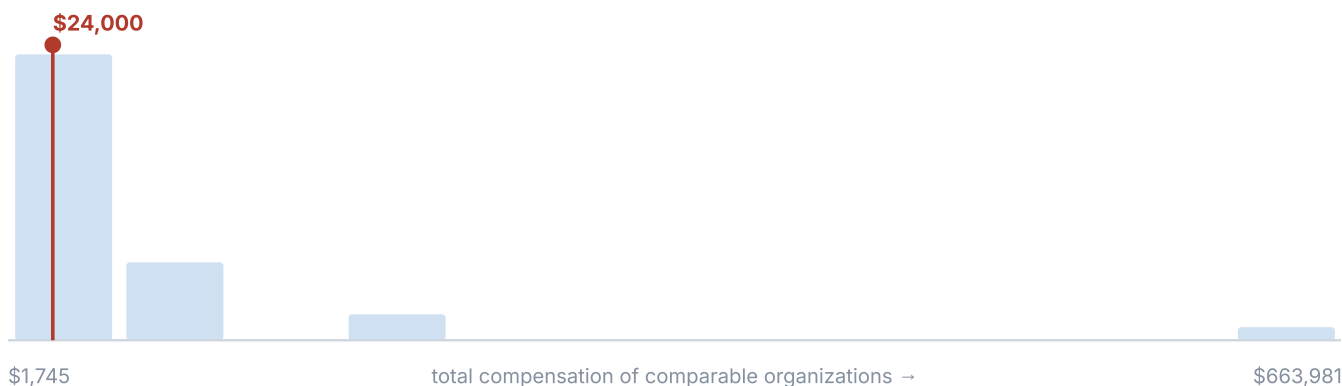 $24,000
$1,745
total compensation of comparable organizations →
$663,981